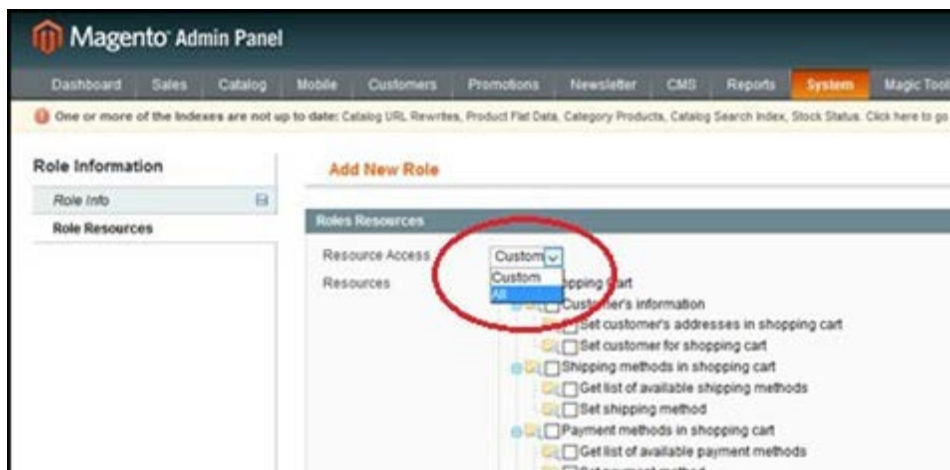 Magento Admin Panel
Dashboard Sales Catalog Mobile Customers Promotions Newsletter CMS Reports System Magic Tool
One or more of the Indexes are not up to date: Catalog URL Rewrites, Product Flat Data, Category Products, Catalog Search Index, Stock Status. Click here to go
Role Information
Role Info
Role Resources
Add New Role
Roles Resources
Resource Access Custom
Custom
All
Resources
pping Cart
Customer's information
Set customer's addresses in shopping cart
Set customer for shopping cart
Shipping methods in shopping cart
Get list of available shipping methods
Set shipping method
Payment methods in shopping cart
Get list of available payment methods
Set payment method